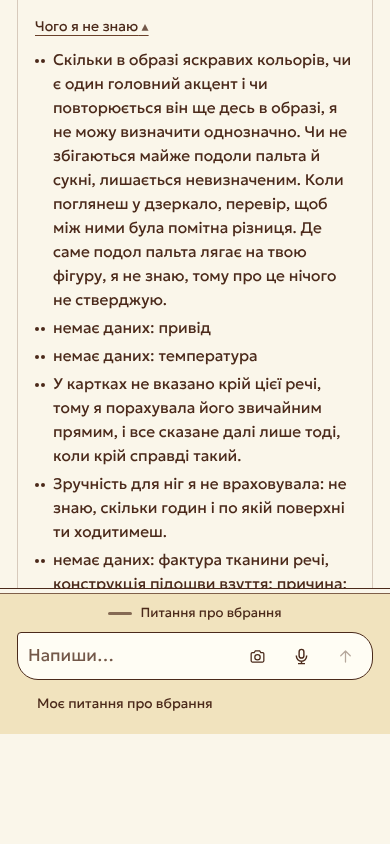 Чого я не знаю ▴
•• Скільки в образі яскравих кольорів, чи
є один головний акцент і чи
повторюється він ще десь в образі, я
не можу визначити однозначно. Чи не
збігаються майже подоли пальта й
сукні, лишається невизначеним. Коли
поглянеш у дзеркало, перевір, щоб
між ними була помітна різниця. Де
саме подол пальта лягає на твою
фігуру, я не знаю, тому про це нічого
не стверджую.
•• немає даних: привід
•• немає даних: температура
•• У картках не вказано крій цієї речі,
тому я порахувала його звичайним
прямим, і все сказане далі лише тоді,
коли крій справді такий.
•• Зручність для ніг я не враховувала: не
знаю, скільки годин і по якій поверхні
ти ходитимеш.
•• немає даних: фактура тканини речі,
конструкція підошви взуття; причина:
Питання про вбрання
Напиши...
Моє питання про вбрання